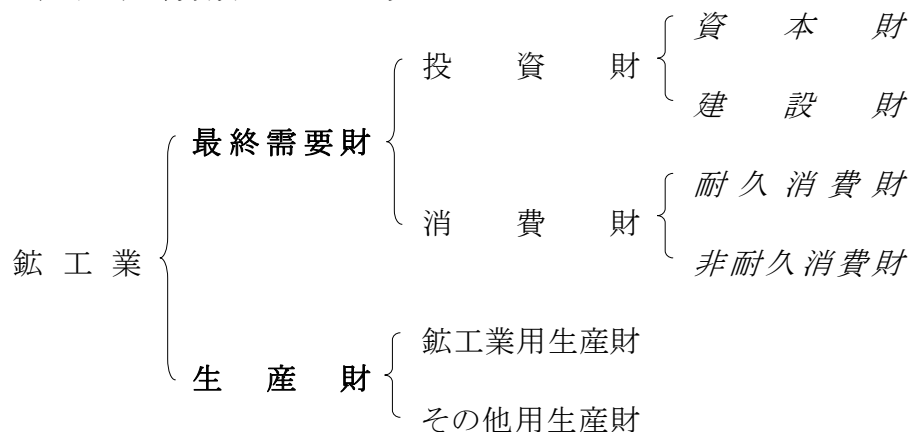 資本財
投資財
建設財
最終需要財
耐久消費財
消費財
鉱工業
非耐久消費財
鉱工業用生産財
生産財
その他用生産財